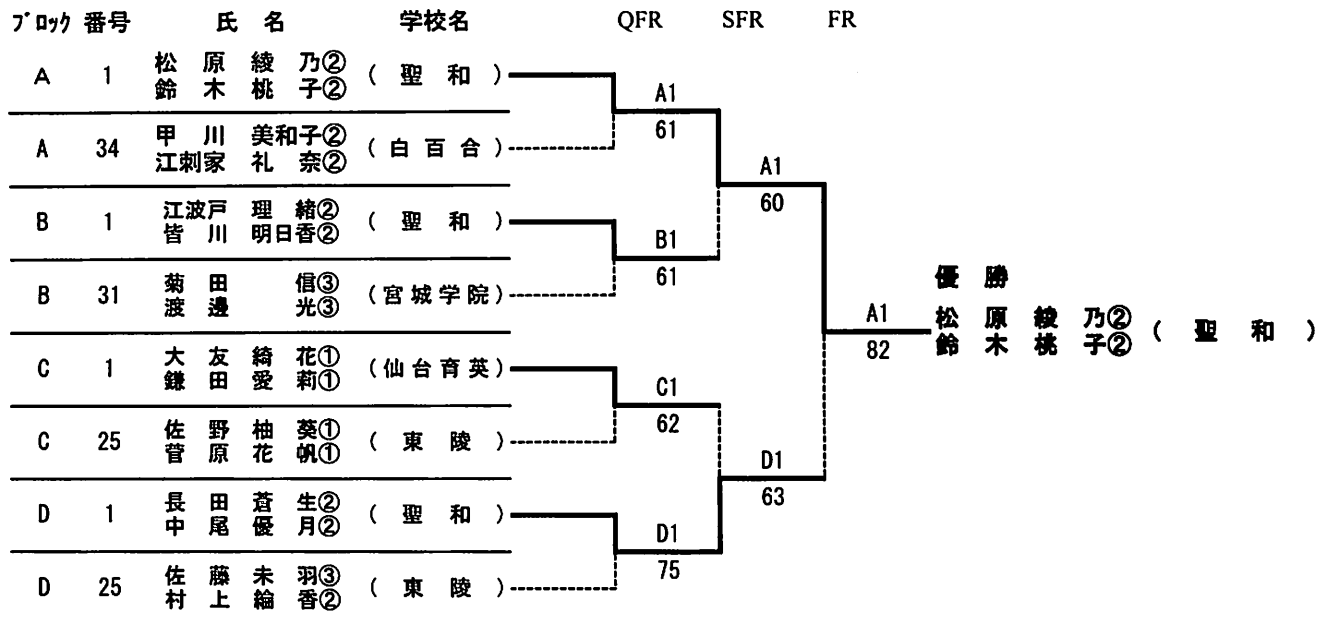 ブロック 番号 氏 名 学校名 QFR SFR FR
A 1 松 原 綾 乃② 鈴 木 桃 子② ( 聖 和 )
A1
61
A 34 甲 川 美和子② 江刺家 礼 奈② ( 白 百 合 )
A1
60
B 1 江波戸 理 緒② 皆 川 明日香② ( 聖 和 )
B1
61
B 31 菊 田 信③ 渡 邊 光③ ( 宮 城 学 院 )
優 勝
A1
82
松 原 綾 乃② 鈴 木 桃 子② ( 聖 和 )
C 1 大 友 綺 花① 鎌 田 愛 莉① ( 仙 台 育 英 )
C1
62
C 25 佐 野 柚 葵① 菅 原 花 帆① ( 東 陵 )
D1
63
D 1 長 田 蒼 生② 中 尾 優 月② ( 聖 和 )
D1
75
D 25 佐 藤 未 羽③ 村 上 綸 香② ( 東 陵 )